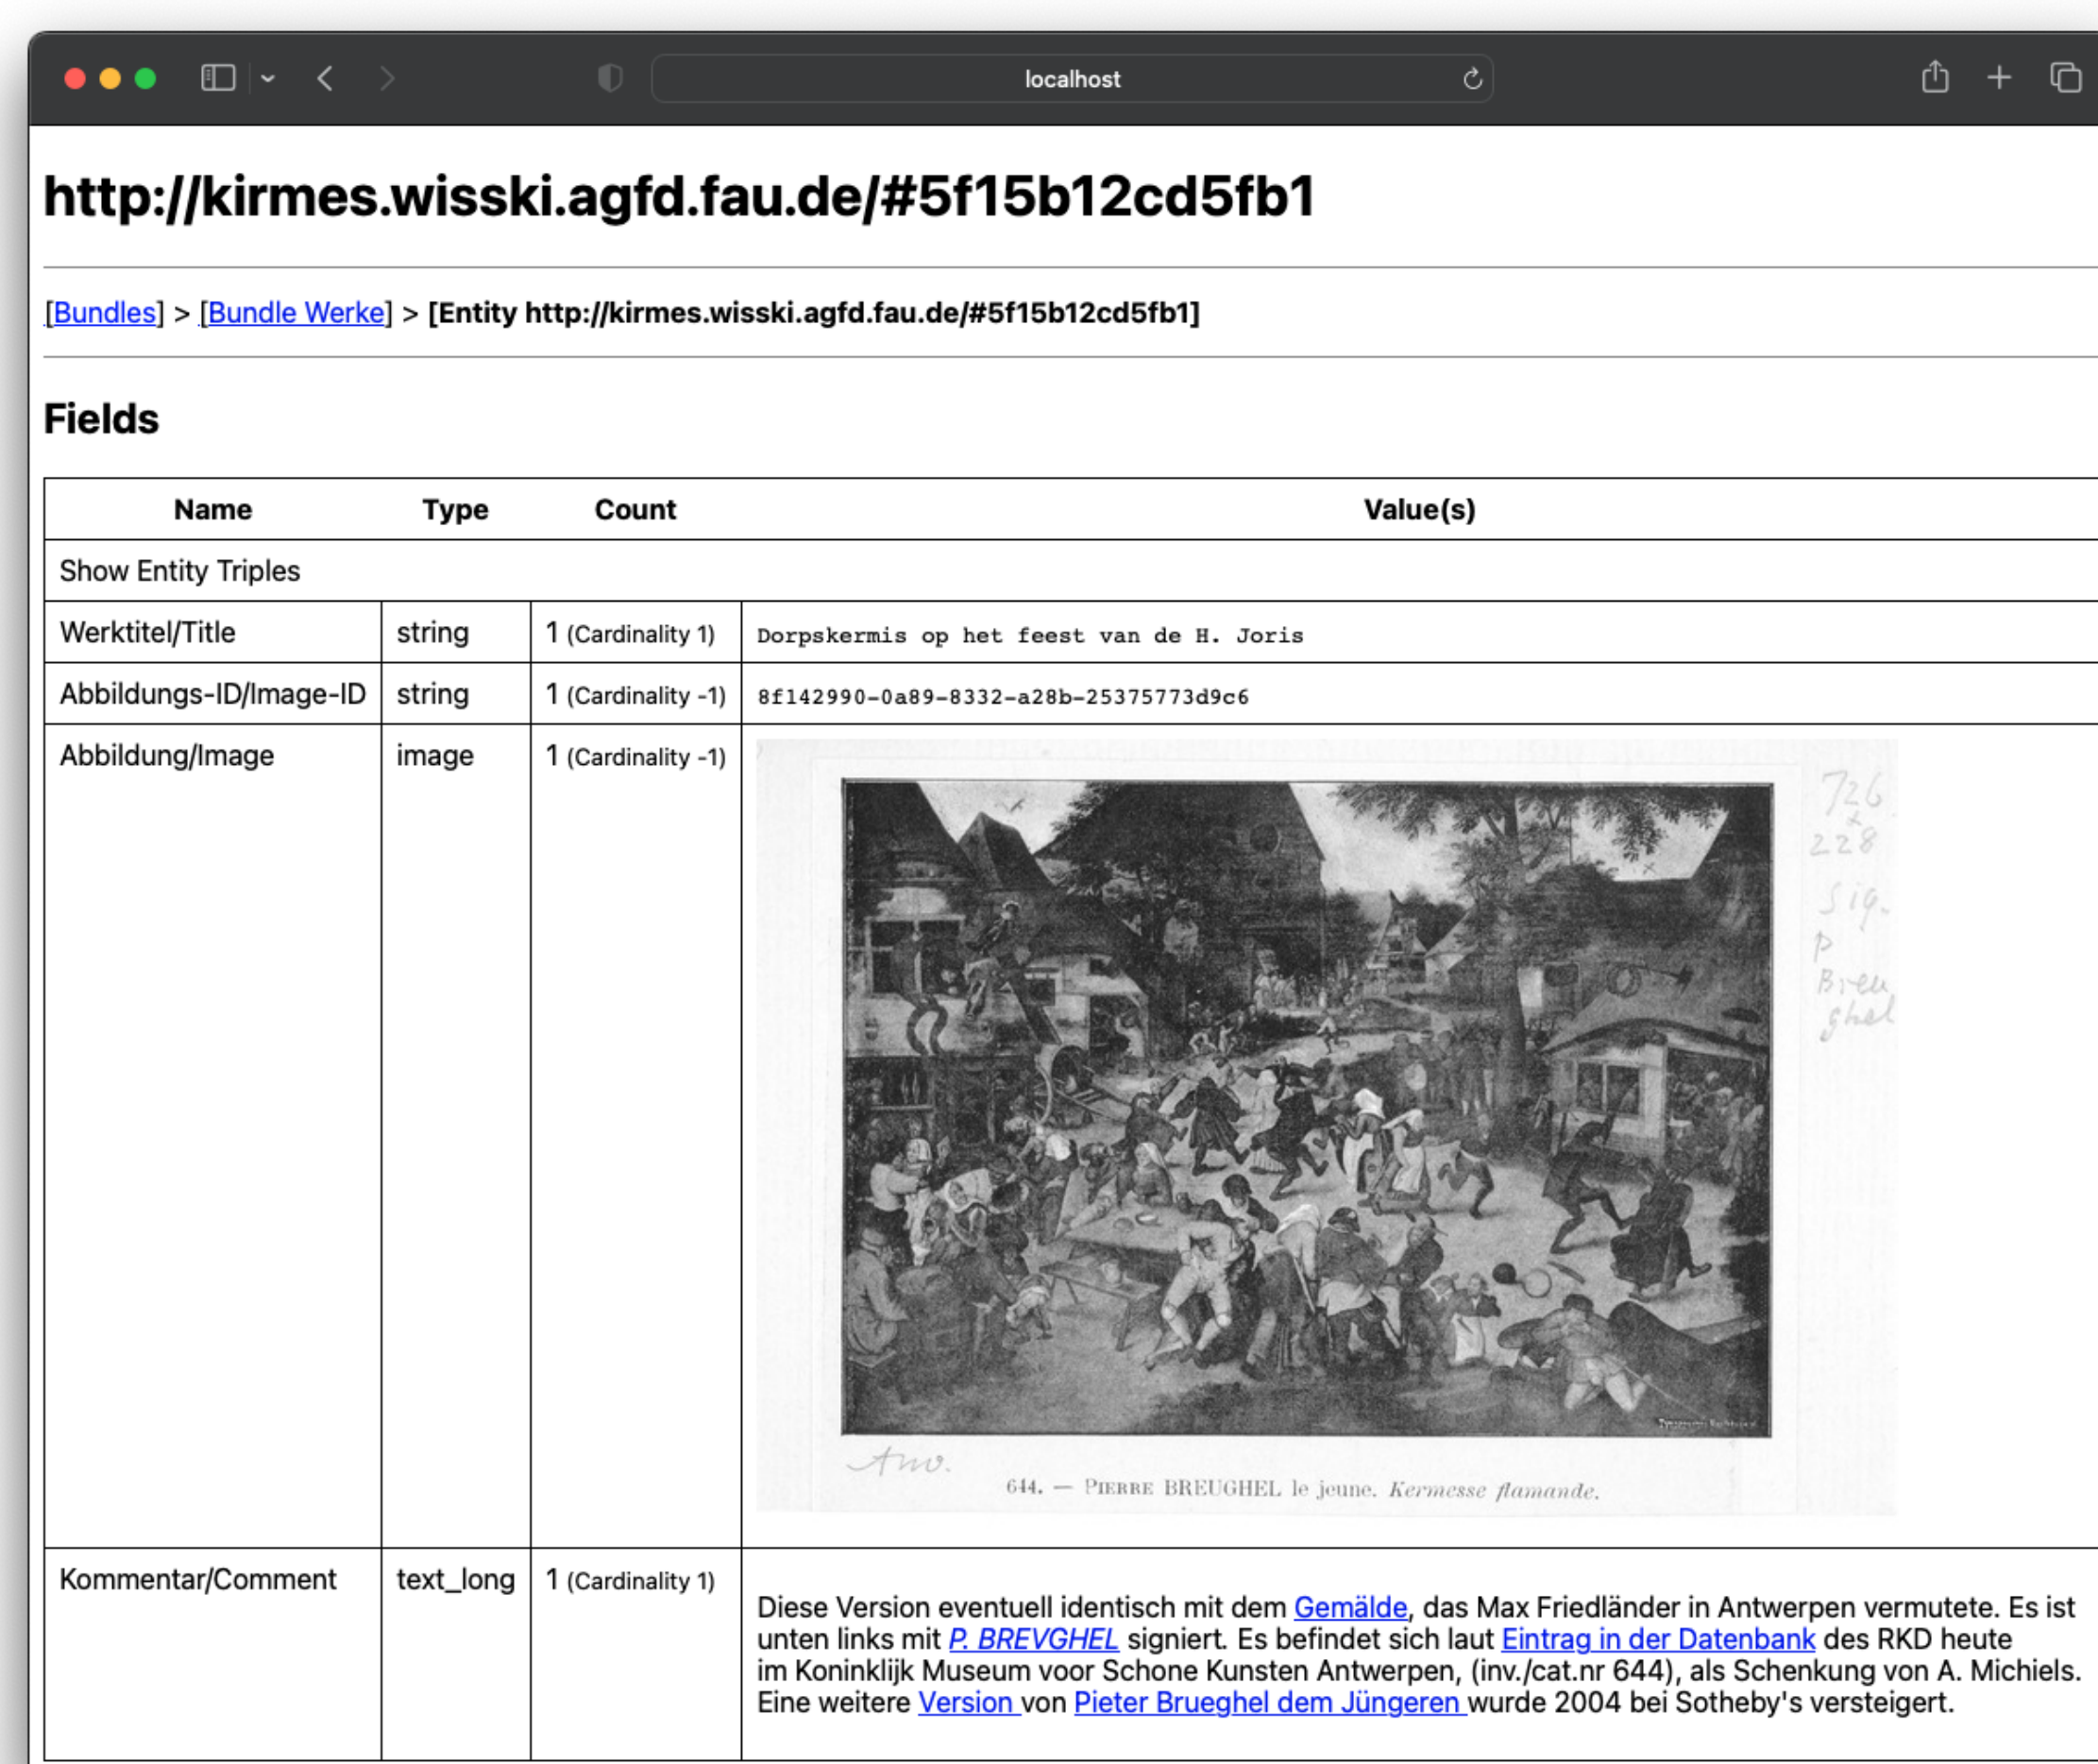 localhost
http://kirmes.wisski.agfd.fau.de/#5f15b12cd5fb1
[Bundles] > [Bundle Werke] > [Entity http://kirmes.wisski.agfd.fau.de/#5f15b12cd5fb1]
Fields
Name Type Count Value(s)
Show Entity Triples
Werktitel/Title string 1 (Cardinality 1) Dorpskermis op het feest van de H. Joris
Abbildungs-ID/Image-ID string 1 (Cardinality -1) 8f142990-0a89-8332-a28b-25375773d9c6
Abbildung/Image image 1 (Cardinality -1)
726
+
228
Sig.
P
Breu
ghel
644. — PIERRE BREUGHEL le jeune. Kermesse flamande.
Kommentar/Comment text_long 1 (Cardinality 1)
Diese Version eventuell identisch mit dem Gemälde, das Max Friedländer in Antwerpen vermutete. Es ist
unten links mit P. BREVGHEL signiert. Es befindet sich laut Eintrag in der Datenbank des RKD heute
im Koninklijk Museum voor Schone Kunsten Antwerpen, (inv./cat.nr 644), als Schenkung von A. Michiels.
Eine weitere Version von Pieter Brueghel dem Jüngeren wurde 2004 bei Sotheby's versteigert.